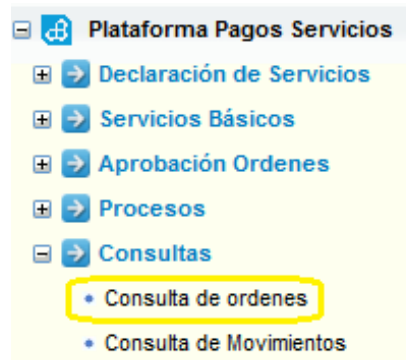 Plataforma Pagos Servicios
Declaración de Servicios
Servicios Básicos
Aprobación Ordenes
Procesos
Consultas
Consulta de ordenes
Consulta de Movimientos